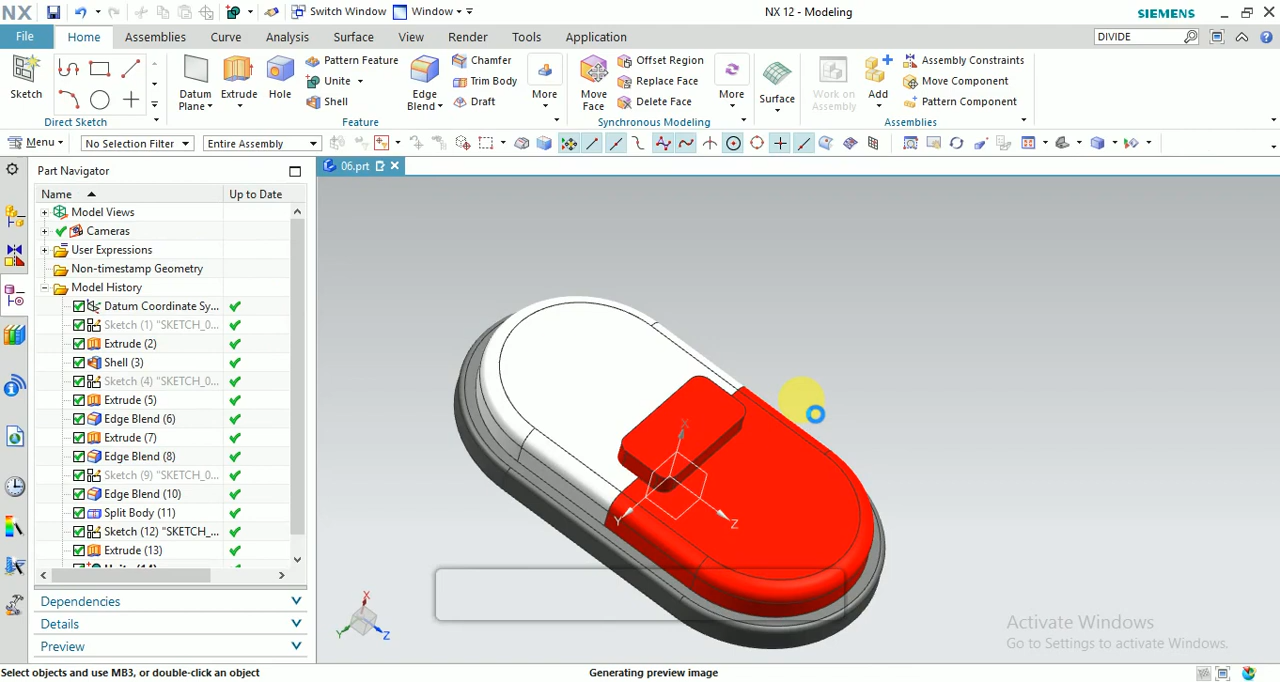 NX
Switch Window
Window
NX 12 - Modeling
SIEMENS
File
Home
Assemblies
Curve
Analysis
Surface
View
Render
Tools
Application
DIVIDE
Sketch
Direct Sketch
Datum
Plane
Extrude
Hole
Pattern Feature
Unite
Shell
Edge
Blend
Chamfer
Trim Body
Draft
More
Feature
Move
Face
Offset Region
Replace Face
Delete Face
More
Synchronous Modeling
Surface
Work on
Assembly
Add
Assembly Constraints
Move Component
Pattern Component
Assemblies
Menu
No Selection Filter
Entire Assembly
Part Navigator
06.prt
Name
Up to Date
Model Views
Cameras
User Expressions
Non-timestamp Geometry
Model History
Datum Coordinate Sy...
Sketch (1) "SKETCH_0...
Extrude (2)
Shell (3)
Sketch (4) "SKETCH_0...
Extrude (5)
Edge Blend (6)
Extrude (7)
Edge Blend (8)
Sketch (9) "SKETCH_0...
Edge Blend (10)
Split Body (11)
Sketch (12) "SKETCH_...
Extrude (13)
Dependencies
Details
Preview
X
Y
Z
X
Y
Z
Activate Windows
Go to Settings to activate Windows.
Select objects and use MB3, or double-click an object
Generating preview image